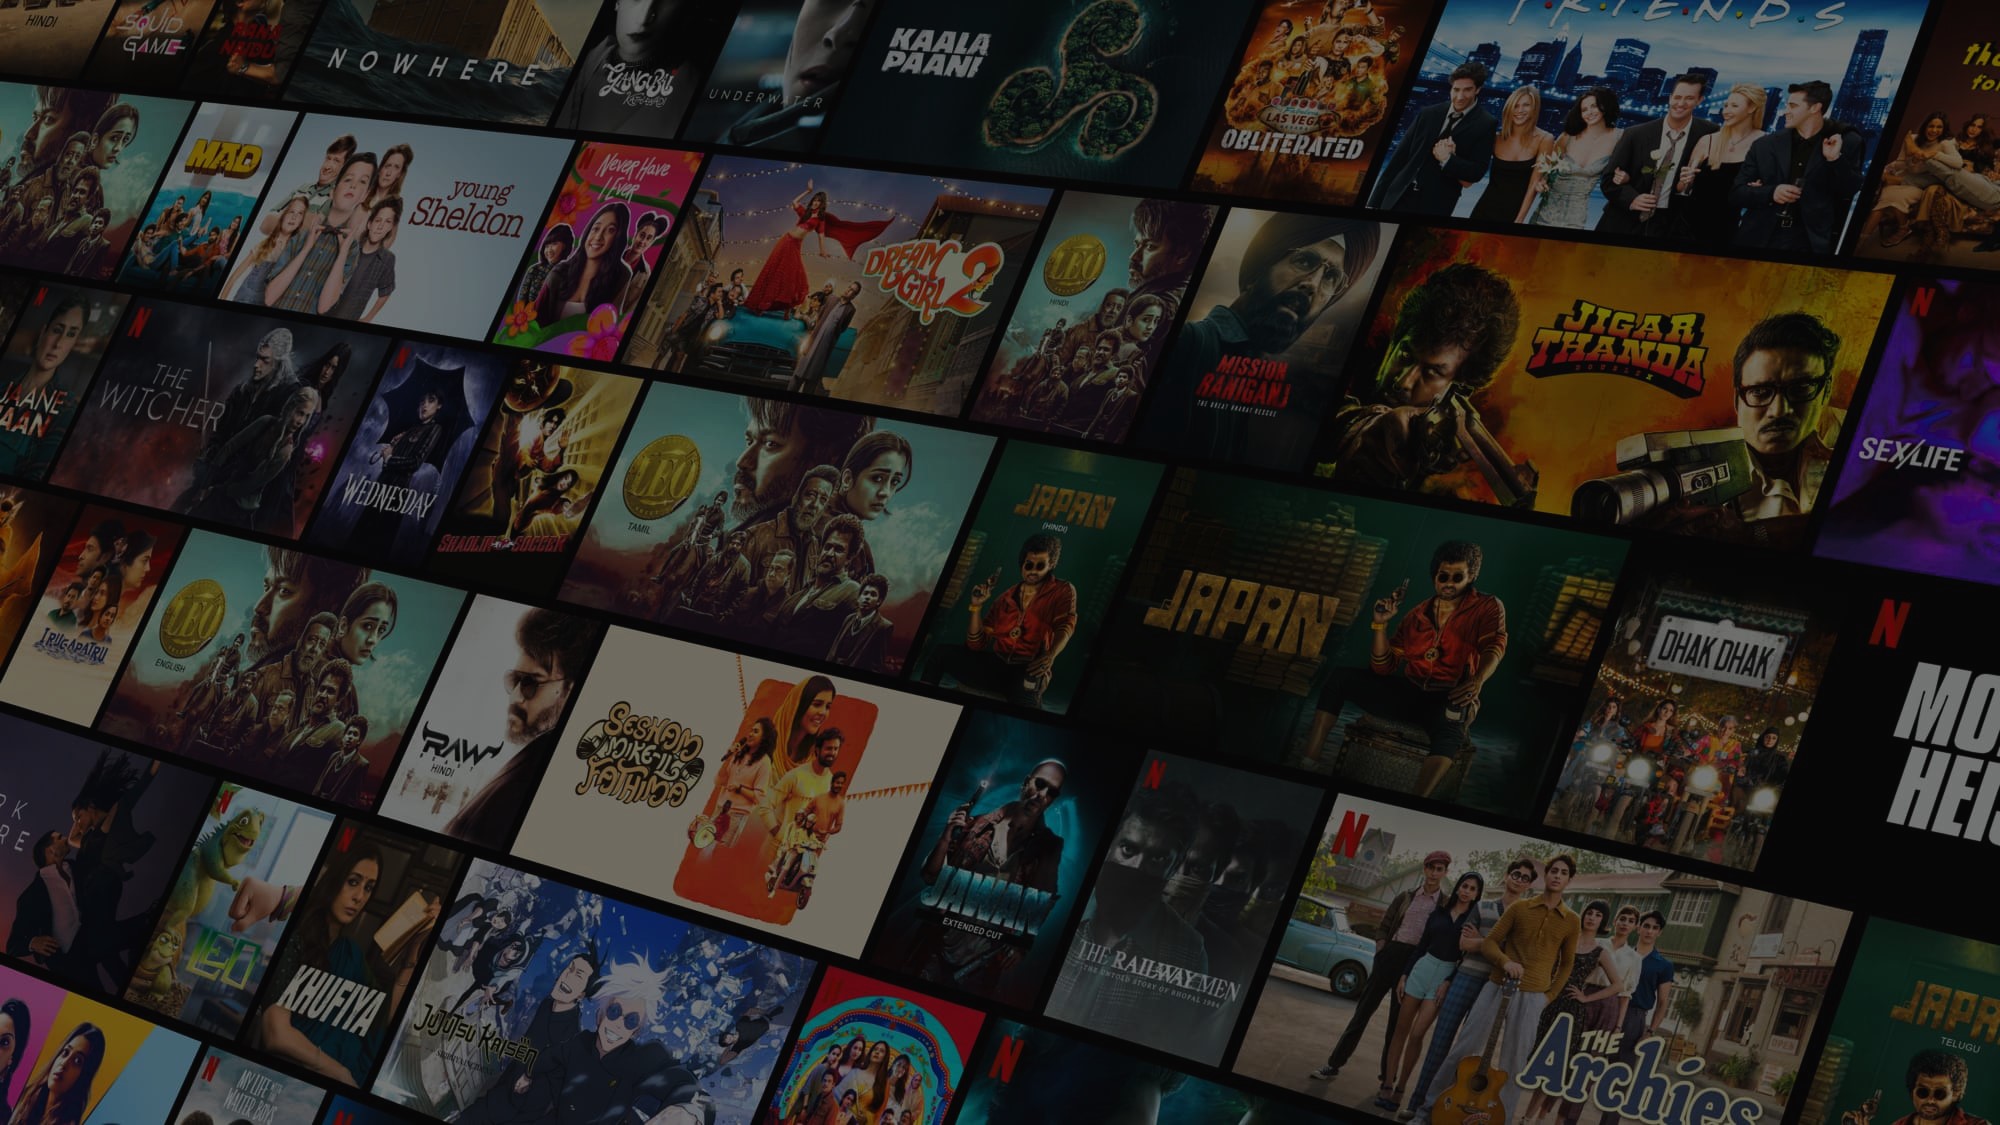 HINDI
SQUID
GAME
RANA
NAIDU
NOWHERE
GANGUBAI
KATHIAWADI
UNDERWATER
KAALA
PAANI
LAS VEGAS
OBLITERATED
F.R.I.E.N.D.S
MAD
young
Sheldon
Never Have
I Ever
DREAM
GIRL 2
LEO
HINDI
MISSION
RANIGANJ
THE GREAT BHARAT RESCUE
JIGAR
THANDA
DOUBLE X
N
SEX/LIFE
N
JAANE
JAAN
N
THE
WITCHER
N
WEDNESDAY
SHAOLIN SOCCER
LEO
TAMIL
JAPAN
(HINDI)
JAPAN
DHAK DHAK
N
IRUGAPATRU
LEO
ENGLISH
RAW
BEAST
HINDI
SESHAM
MIKE-IL
FATHIMA
JAWAN
EXTENDED CUT
N
THE RAILWAY MEN
THE UNTOLD STORY OF BHOPAL 1984
N
THE
Archies
OPEN
N
LEO
N
KHUFIYA
JUJUTSU KAISEN
N
MY LIFE WITH
THE
WALTER BOYS
N
JAPAN
TELUGU